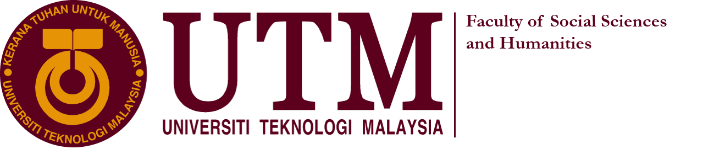 KERANA TUHAN UNTUK MANUSIA
UNIVERSITI TEKNOLOGI MALAYSIA
UTM
UNIVERSITI TEKNOLOGI MALAYSIA
Faculty of Social Sciences
and Humanities